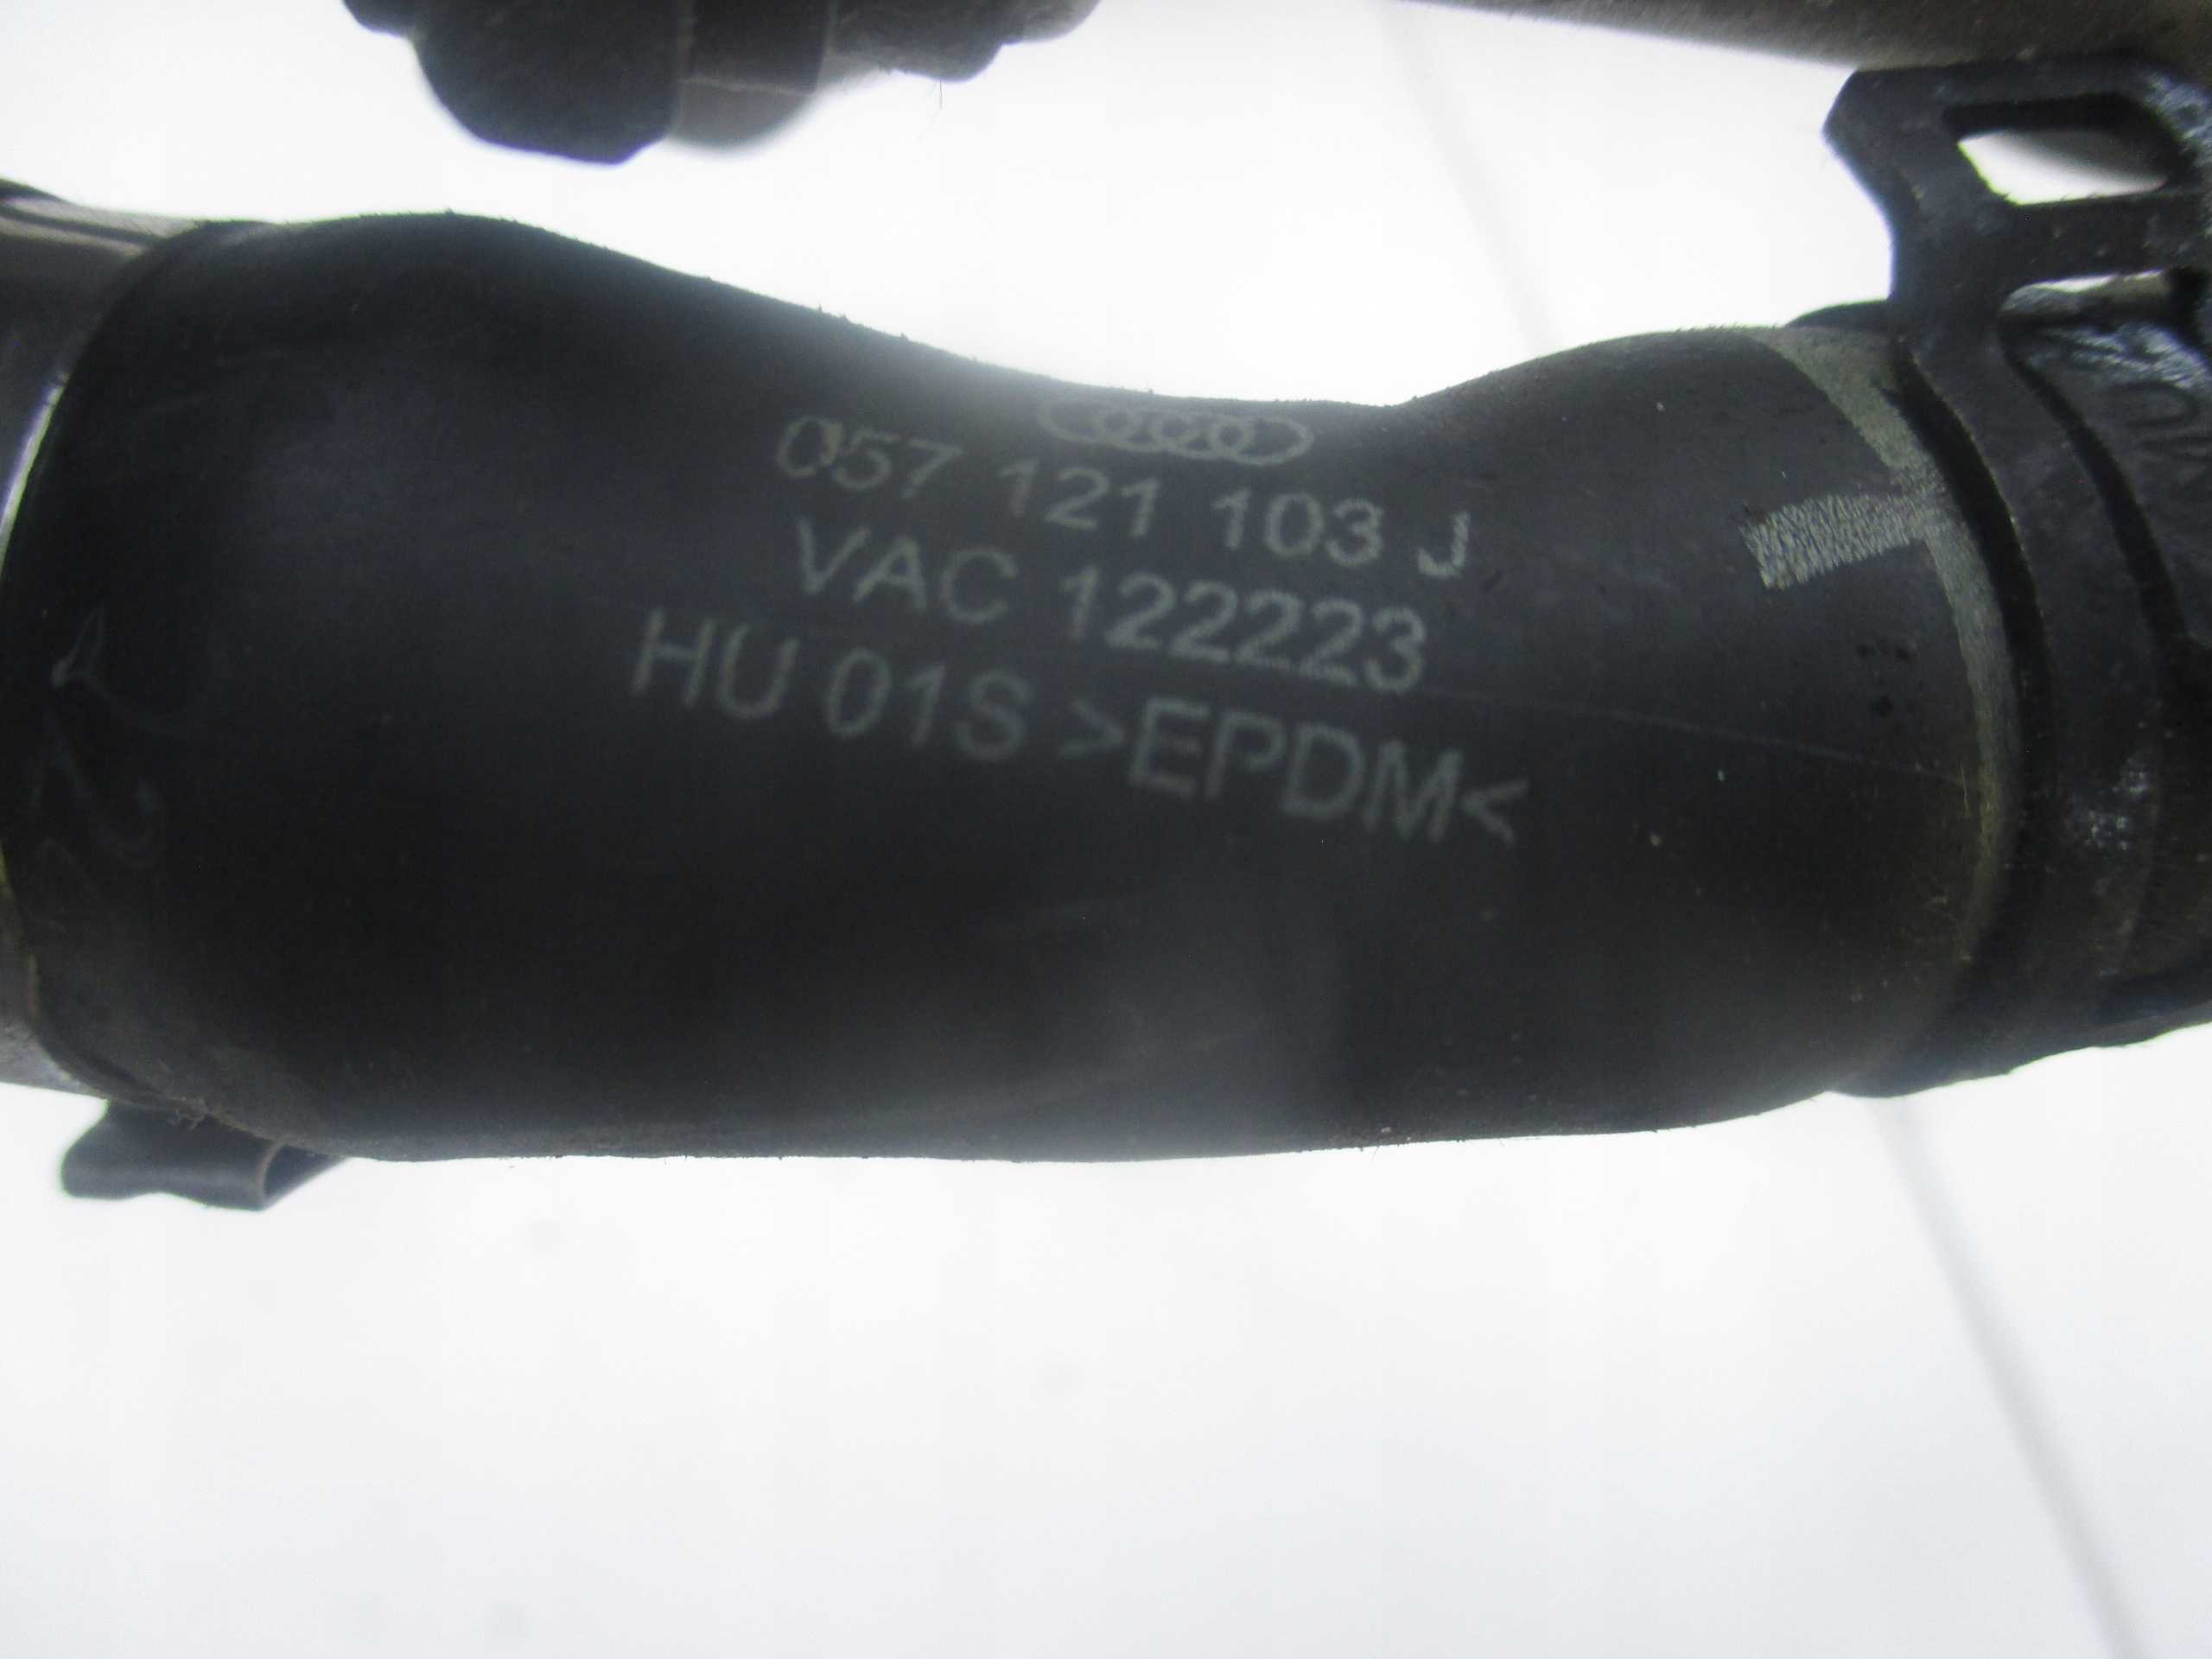 057 121 103 J
VAC 122223
HU 01S >EPDM<